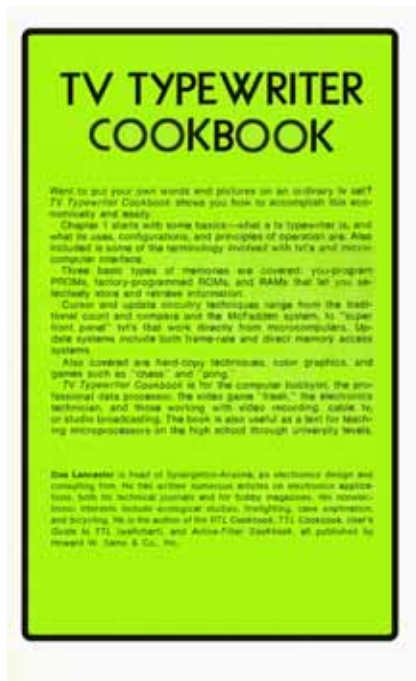 TV TYPEWRITER
COOKBOOK
Want to put your own words and pictures on an ordinary tv set?
TV Typewriter Cookbook shows you how to accomplish this eco-
nomically and easily.
Chapter 1 starts with some basics—what a tv typewriter is, and
what its uses, configurations, and principles of operation are. Also
included is some of the terminology involved with tvt's and micro-
computer interface.
Three basic types of memories are covered: you-program
PROMs, factory-programmed ROMs, and RAMs that let you se-
lectively store and retrieve information.
Cursor and update circuitry techniques range from the tradi-
tional count and compare and the McFadden system, to "super
front panel" tvt's that work directly from microcomputers. Up-
date systems include both frame-rate and direct memory access
systems.
Also covered are hard-copy techniques, color graphics, and
games such as "chess" and "pong."
TV Typewriter Cookbook is for the computer hobbyist, the pro-
fessional data processor, the video game "freak," the electronics
technician, and those working with video recording, cable tv,
or studio broadcasting. The book is also useful as a text for teach-
ing microprocessors on the high school through university levels.
Don Lancaster is head of Synergetics-Arizona, an electronics design and
consulting firm. He has written numerous articles on electronics applica-
tions, both for technical journals and for hobby magazines. His nonelec-
tronic interests include ecological studies, firefighting, cave exploration,
and bicycling. He is the author of the RTL Cookbook, TTL Cookbook, User's
Guide to TTL (wallchart), and Active-Filter Cookbook, all published by
Howard W. Sams & Co., Inc.